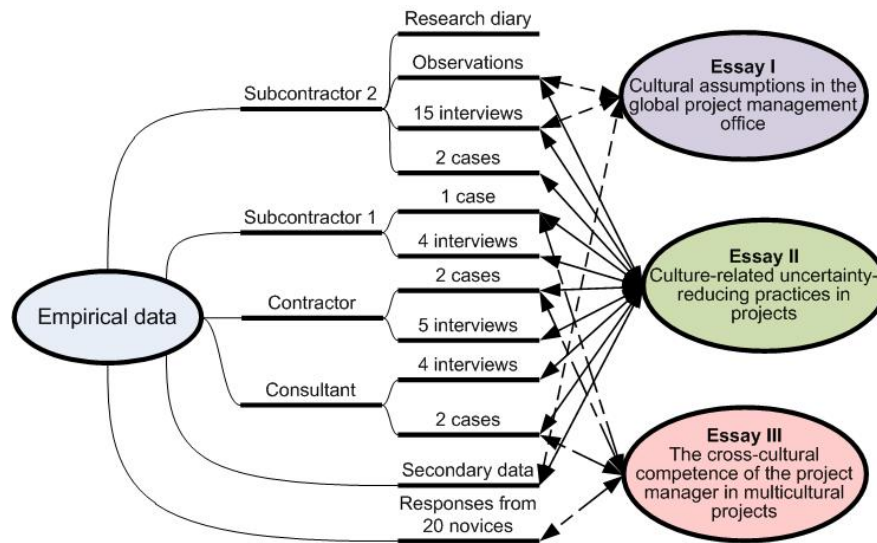 Research diary
Observations
Subcontractor 2
15 interviews
2 cases
1 case
Subcontractor 1
4 interviews
2 cases
Contractor
5 interviews
4 interviews
Consultant
2 cases
Secondary data
Responses from
20 novices
Empirical data
Essay I
Cultural assumptions in the
global project management
office
Essay II
Culture-related uncertainty-
reducing practices in
projects
Essay III
The cross-cultural
competence of the project
manager in multicultural
projects